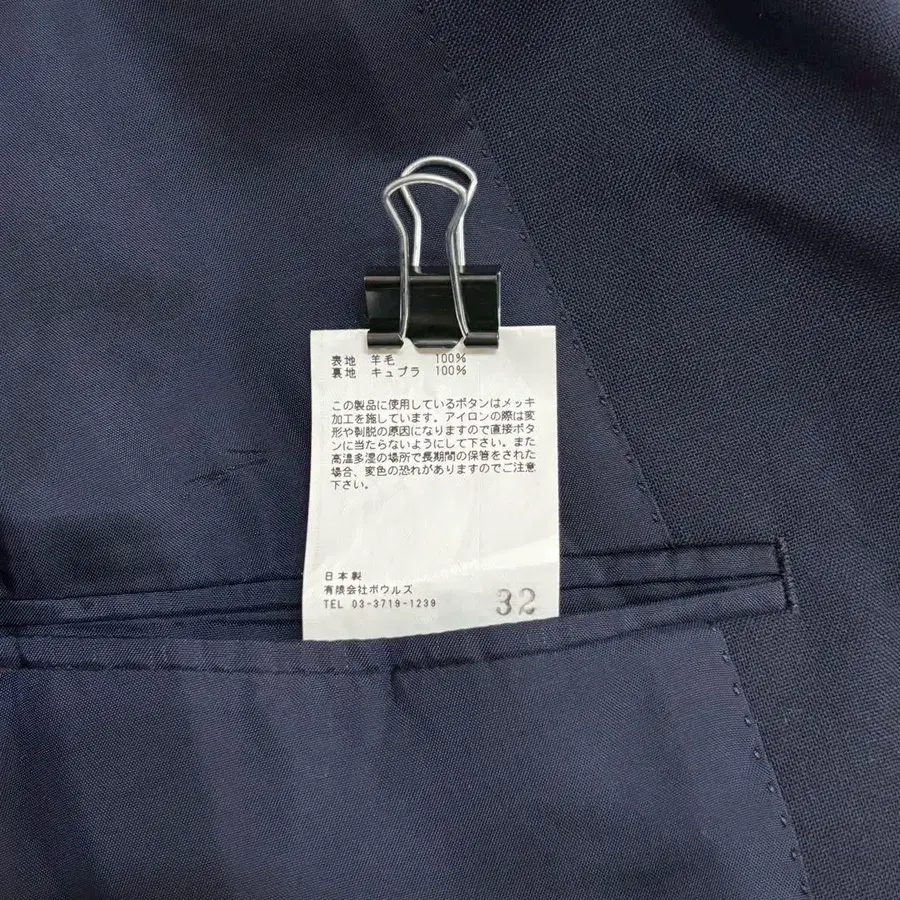 表地 羊毛 100%
裏地 キュプラ 100%
この製品に使用しているボタンはメッキ
加工を施しています。アイロンの際は変
形や剥脱の原因になりますので直接ボタ
ンに当たらないようにして下さい。また
高温多湿の場所で長期間の保管をされた
場合、変色の恐れがありますのでご注意
下さい。
日本製
有限会社ボウルズ
TEL 03-3719-1239
32